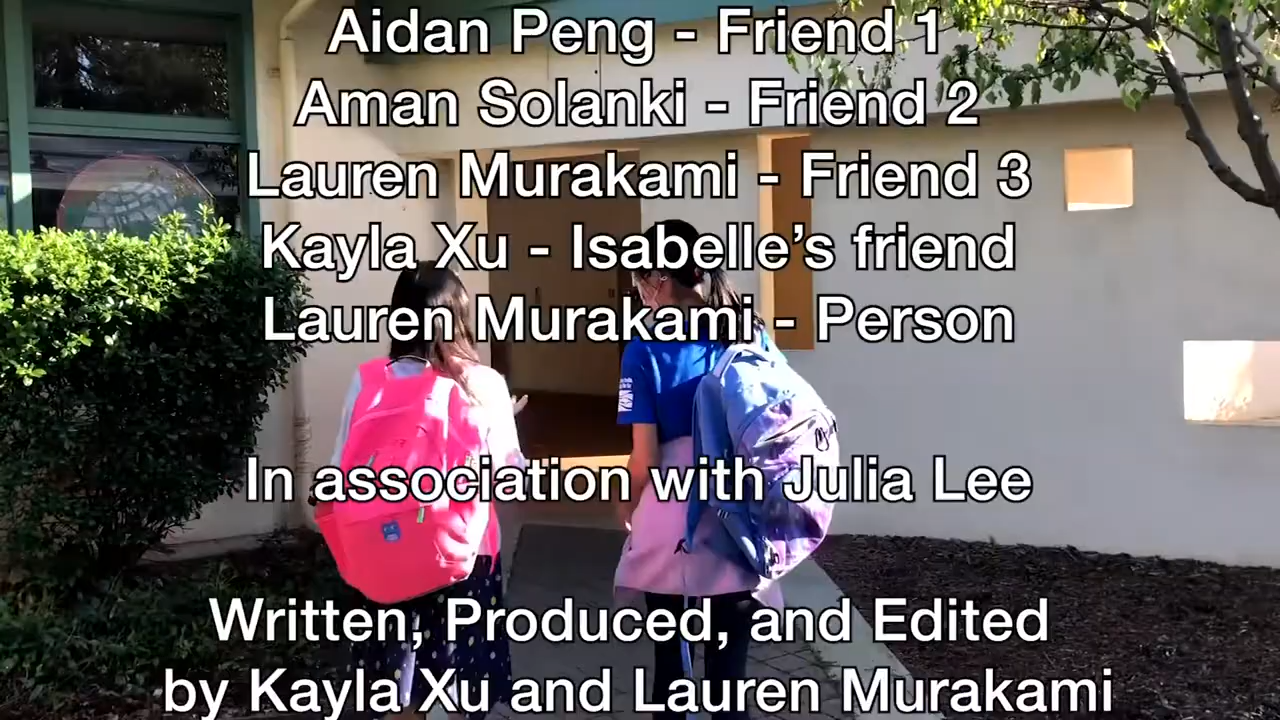 Aidan Peng - Friend 1
Aman Solanki - Friend 2
Lauren Murakami - Friend 3
Kayla Xu - Isabelle’s friend
Lauren Murakami - Person
In association with Julia Lee
Written, Produced, and Edited
by Kayla Xu and Lauren Murakami